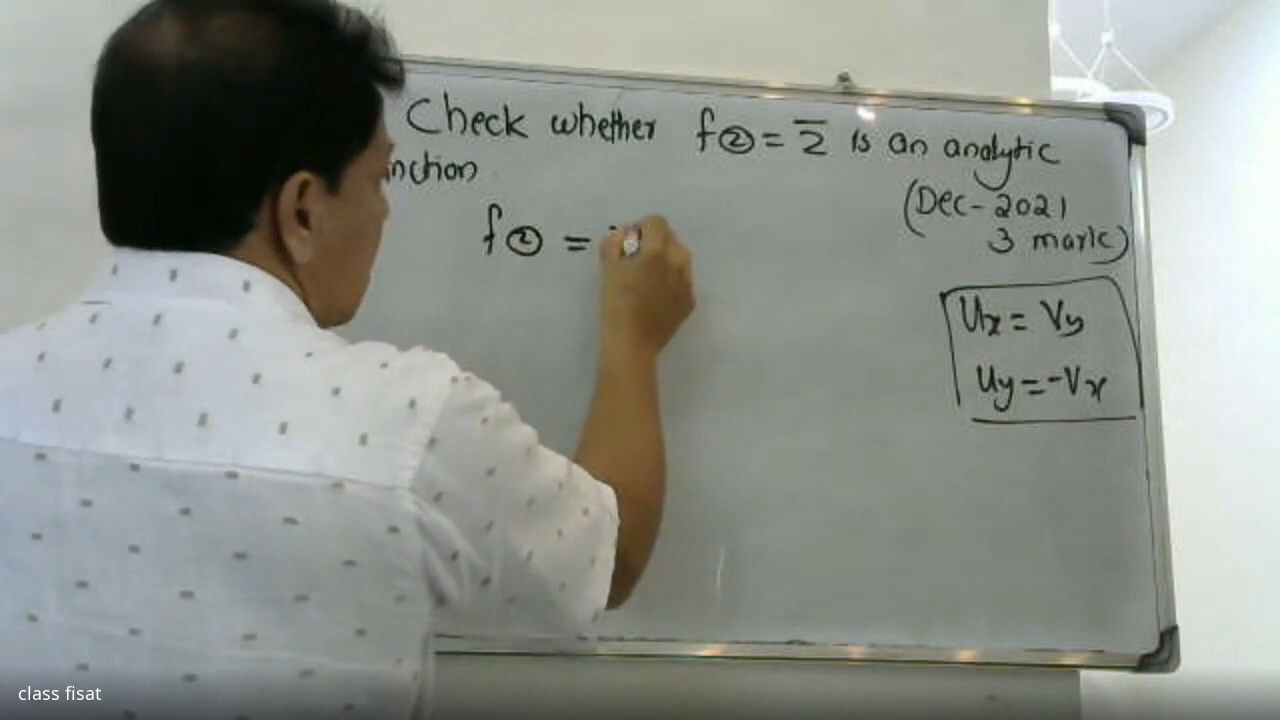 Check whether f(z) = z̅ is an analytic
nction
(Dec-2021
3 mark)
f(z) =
Ux = Vy
Uy = -Vx
class fisat